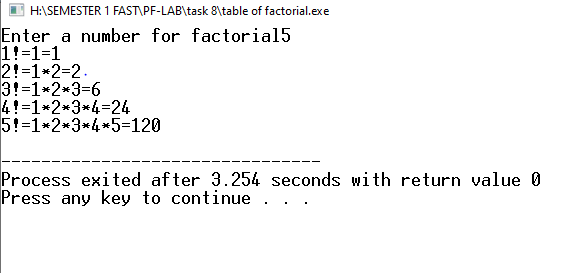 H:\SEMESTER 1 FAST\PF-LAB\task 8\table of factorial.exe
Enter a number for factorial5
1!=1=1
2!=1*2=2
3!=1*2*3=6
4!=1*2*3*4=24
5!=1*2*3*4*5=120
--------------------------------
Process exited after 3.254 seconds with return value 0
Press any key to continue . . .